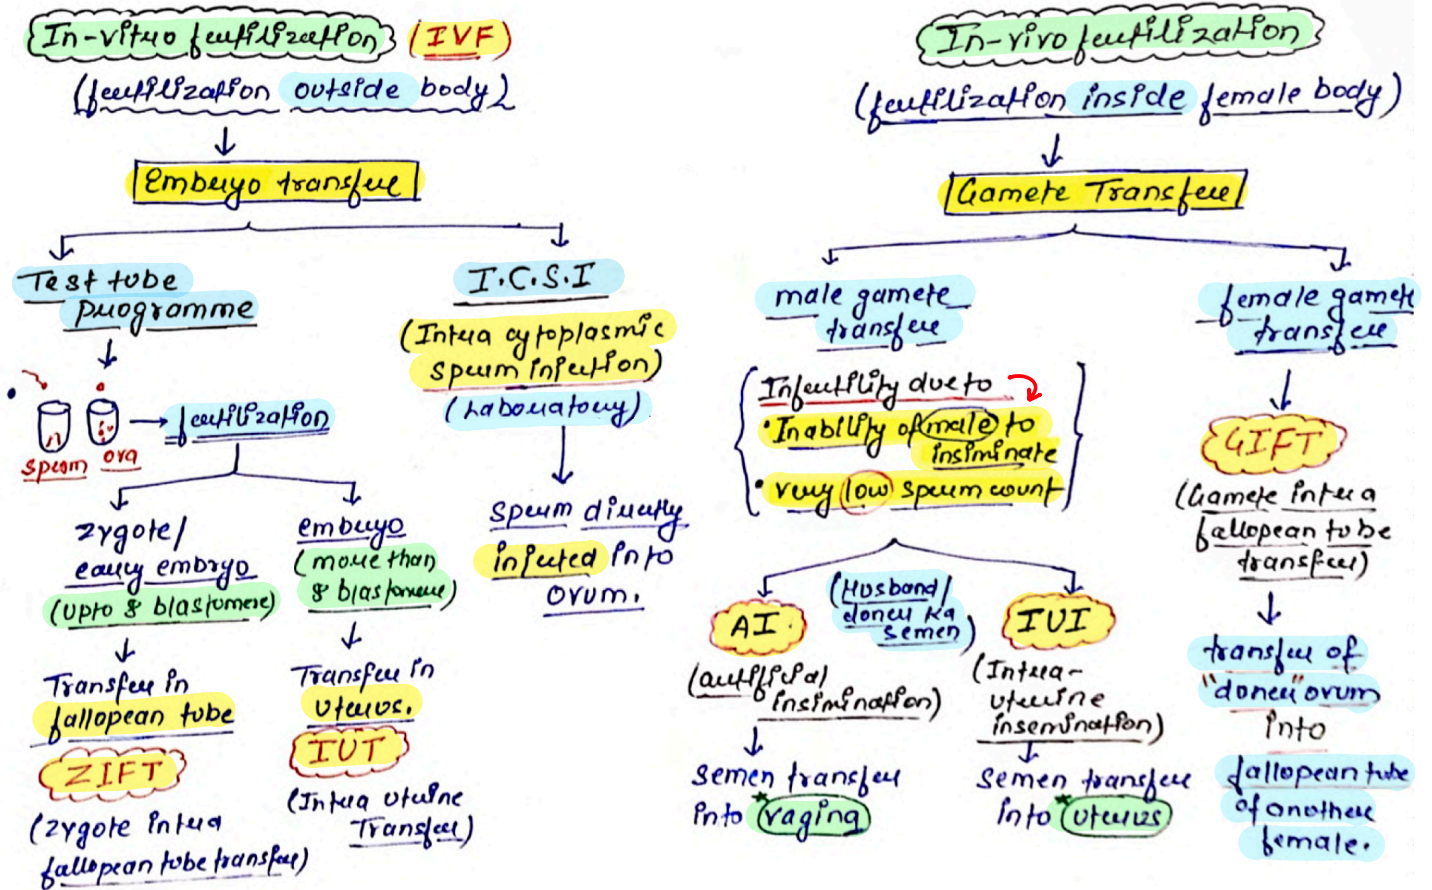 In-vitro fertilization (IVF)
(fertilization outside body)
Embryo transfer
Test tube
Programme
sperm ova
fertilization
zygote/
early embryo
(upto 8 blastomere)
Transfer in
fallopean tube
ZIFT
(zygote intra
fallopean tube transfer)
embryo
(more than
8 blastomere)
Transfer in
uterus.
IUT
(Intra uterine
Transfer)
I.C.S.I
(Intra cytoplasmic
sperm injection)
(Laboratory)
sperm directly
injected into
ovum.
In-vivo fertilization
(fertilization inside female body)
Gamete Transfer
male gamete
transfer
Infertility due to
• Inability of male to
insiminate
• very low sperm count
(Husband/
doner ka
semen)
AI
(artificial
insimination)
semen transfer
into *vagina
IUI
(Intra-
uterine
insemination)
semen transfer
into *uterus
female gamete
transfer
GIFT
(Gamete intra
fallopean tube
transfer)
transfer of
"doner" ovum
into
fallopean tube
of another
female.